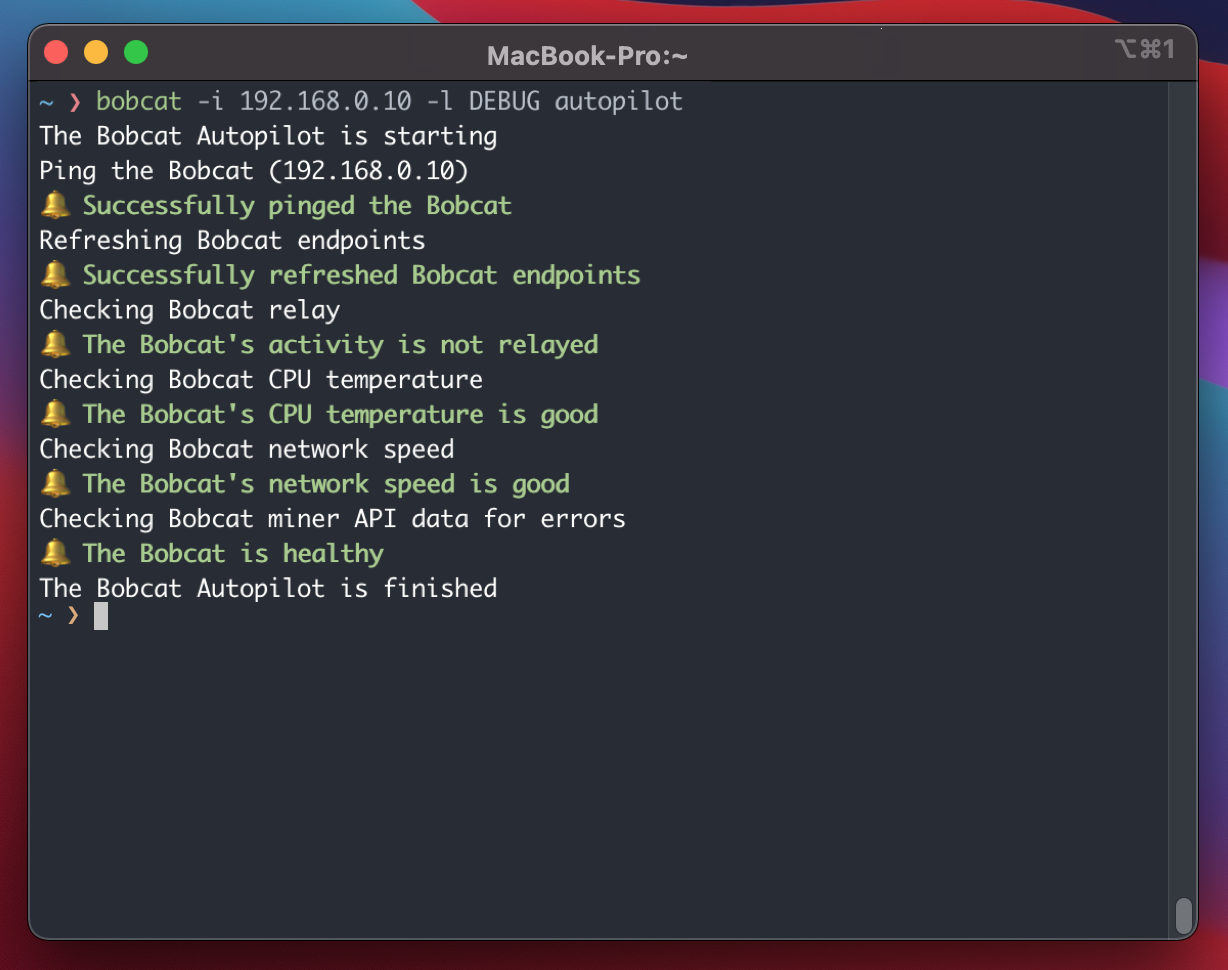 MacBook-Pro:~
⌥⌘1
~ ❯ bobcat -i 192.168.0.10 -l DEBUG autopilot
The Bobcat Autopilot is starting
Ping the Bobcat (192.168.0.10)
🔔 Successfully pinged the Bobcat
Refreshing Bobcat endpoints
🔔 Successfully refreshed Bobcat endpoints
Checking Bobcat relay
🔔 The Bobcat's activity is not relayed
Checking Bobcat CPU temperature
🔔 The Bobcat's CPU temperature is good
Checking Bobcat network speed
🔔 The Bobcat's network speed is good
Checking Bobcat miner API data for errors
🔔 The Bobcat is healthy
The Bobcat Autopilot is finished
~ ❯